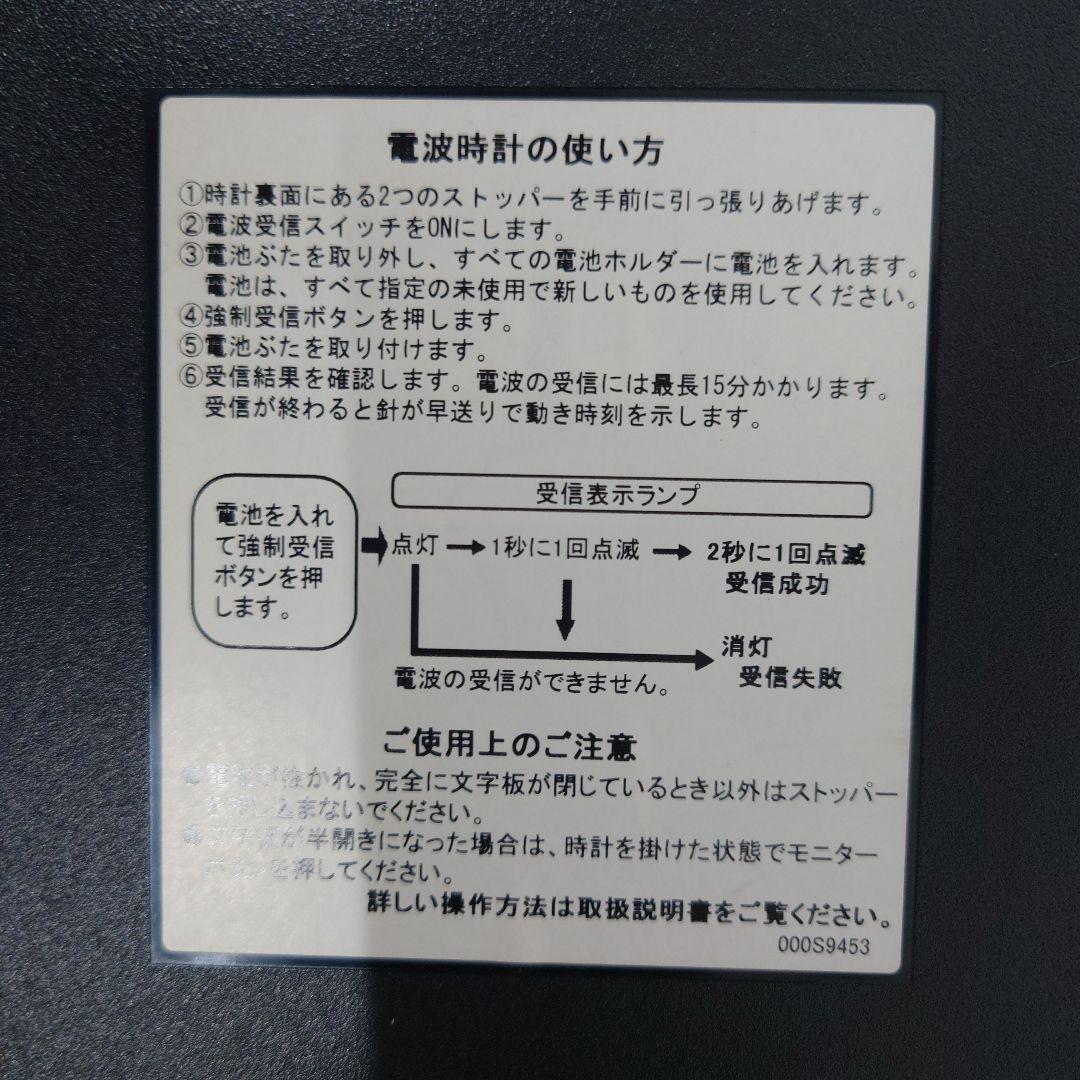 電波時計の使い方
①時計裏面にある2つのストッパーを手前に引っ張りあげます。
②電波受信スイッチをONにします。
③電池ぶたを取り外し、すべての電池ホルダーに電池を入れます。
電池は、すべて指定の未使用で新しいものを使用してください。
④強制受信ボタンを押します。
⑤電池ぶたを取り付けます。
⑥受信結果を確認します。電波の受信には最長15分かかります。
受信が終わると針が早送りで動き時刻を示します。
受信表示ランプ
電池を入れ
て強制受信
ボタンを押
します。
点灯
1秒に1回点滅
2秒に1回点滅
受信成功
消灯
受信失敗
電波の受信ができません。
ご使用上のご注意
電池が抜かれ、完全に文字板が閉じているとき以外はストッパー
を押し込まないでください。
文字板が半開きになった場合は、時計を掛けた状態でモニター
ボタンを押してください。
詳しい操作方法は取扱説明書をご覧ください。
000S9453